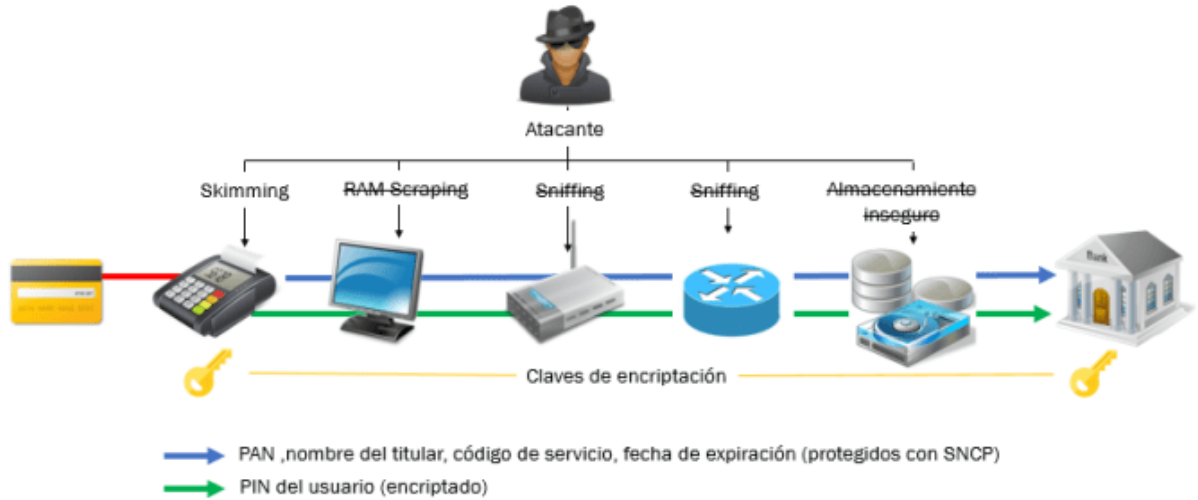 Atacante
Skimming
RAM Scraping
Sniffing
Sniffing
Almacenamiento
inseguro
Bank
Claves de encriptación
PAN ,nombre del titular, código de servicio, fecha de expiración (protegidos con SNCP)
PIN del usuario (encriptado)